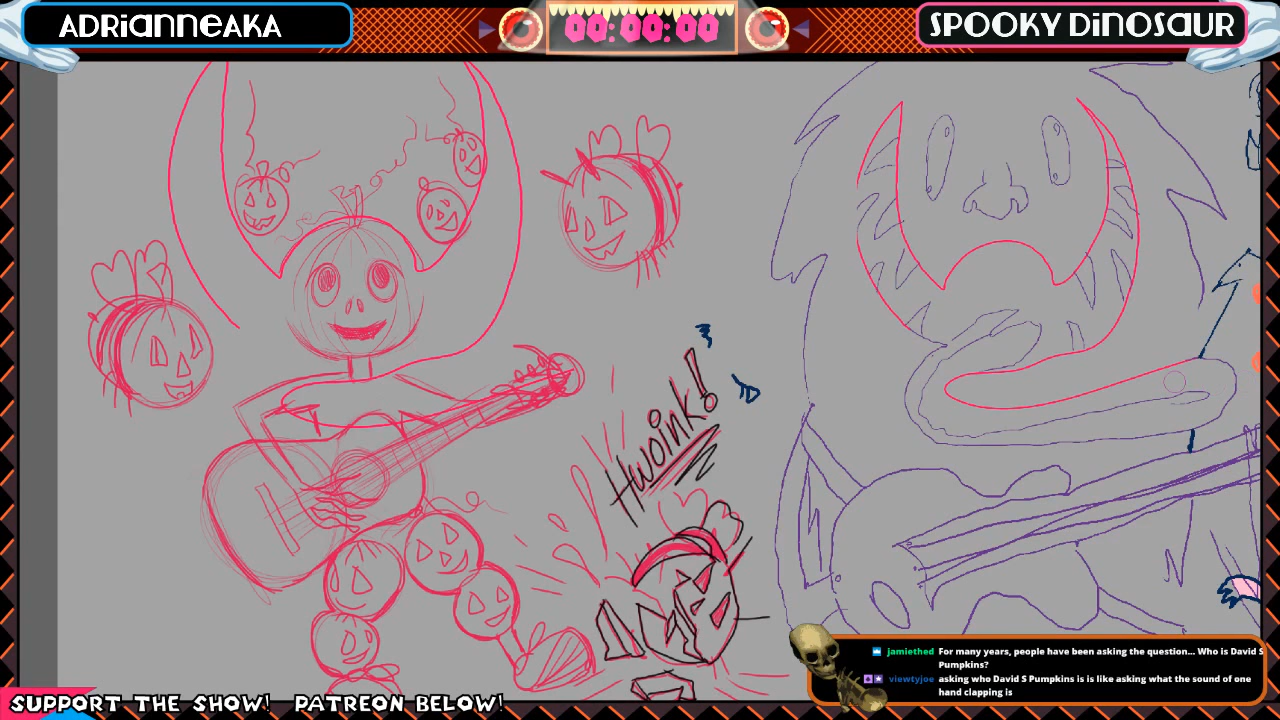 ADRIANNEAKA
00:00:00
SPOOKY DINOSAUR
Hwoink!
jamiethed For many years, people have been asking the question... Who is David S
Pumpkins?
viewtyjoe asking who David S Pumpkins is is like asking what the sound of one
hand clapping is
SUPPORT THE SHOW! PATREON BELOW!